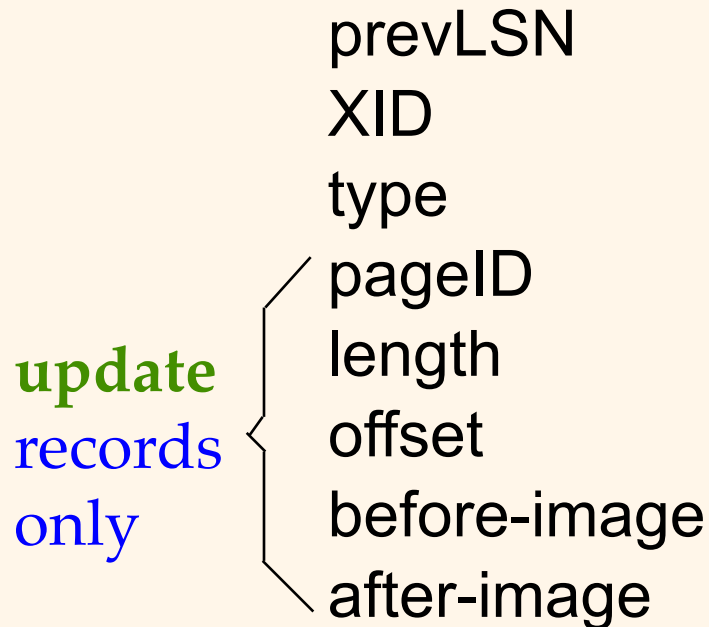 prevLSN
XID
type
pageID
length
offset
before-image
after-image
update
records
only